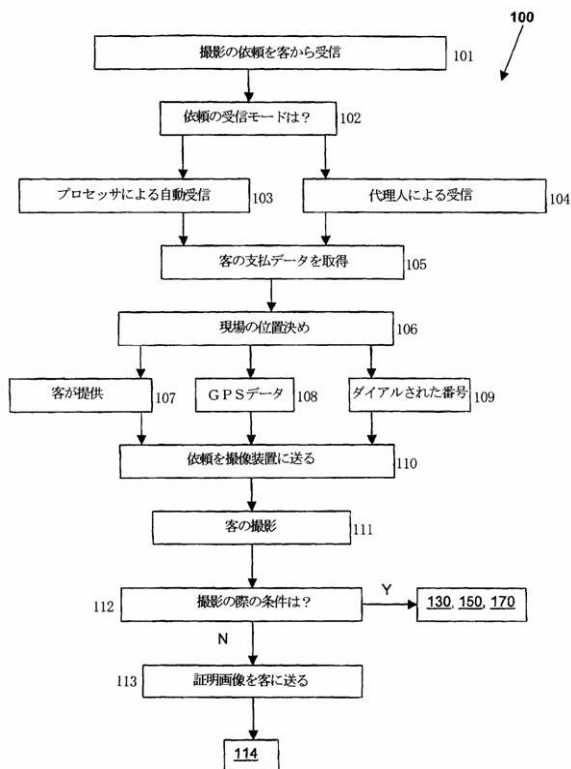 100
撮影の依頼を客から受信
101
依頼の受信モードは？
102
プロセッサによる自動受信
103
代理人による受信
104
客の支払データを取得
105
現場の位置決め
106
客が提供
107
ＧＰＳデータ
108
ダイアルされた番号
109
依頼を撮像装置に送る
110
客の撮影
111
112
撮影の際の条件は？
Y
130, 150, 170
N
113
証明画像を客に送る
114